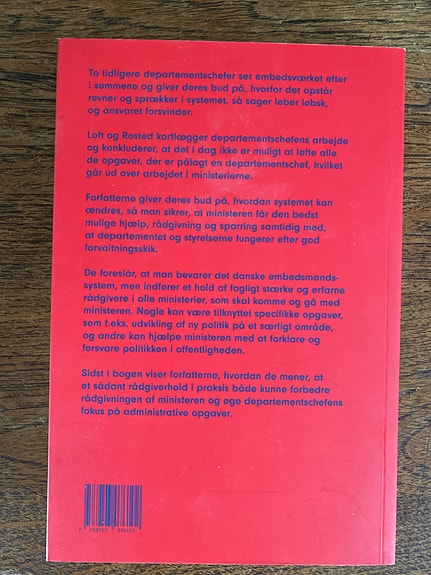 To tidligere departementschefer ser embedsværket efter
i sømmene og giver deres bud på, hvorfor der opstår
revner og sprækker i systemet, så sager løber løbsk,
og ansvaret forsvinder.
Loft og Rosted kortlægger departementschefens arbejde
og konkluderer, at det i dag ikke er muligt at løfte alle
de opgaver, der er pålagt en departementschef, hvilket
går ud over arbejdet i ministerierne.
Forfatterne giver deres bud på, hvordan systemet kan
ændres, så man sikrer, at ministeren får den bedst
mulige hjælp, rådgivning og sparring samtidig med,
at departementet og styrelserne fungerer efter god
forvaltningsskik.
De foreslår, at man bevarer det danske embedsmands-
system, men indfører et hold af fagligt stærke og erfarne
rådgivere i alle ministerier, som skal komme og gå med
ministeren. Nogle kan være tilknyttet specifikke opgaver,
som f.eks. udvikling af ny politik på et særligt område,
og andre kan hjælpe ministeren med at forklare og
forsvare politikken i offentligheden.
Sidst i bogen viser forfatterne, hvordan de mener, at
et sådant rådgiverhold i praksis både kunne forbedre
rådgivningen af ministeren og øge departementschefens
fokus på administrative opgaver.